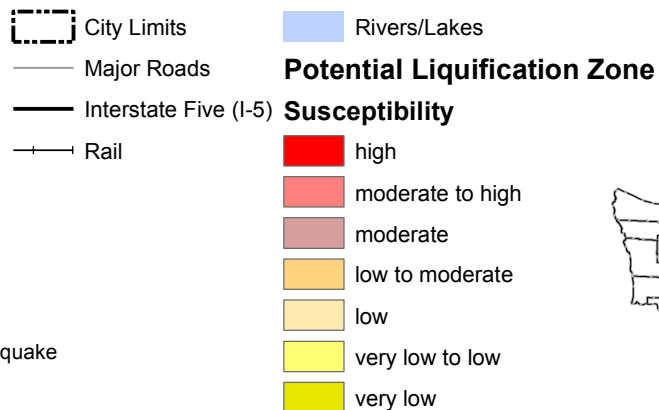 City Limits
Major Roads
Interstate Five (I-5)
Rail
quake
Rivers/Lakes
Potential Liquification Zone
Susceptibility
high
moderate to high
moderate
low to moderate
low
very low to low
very low